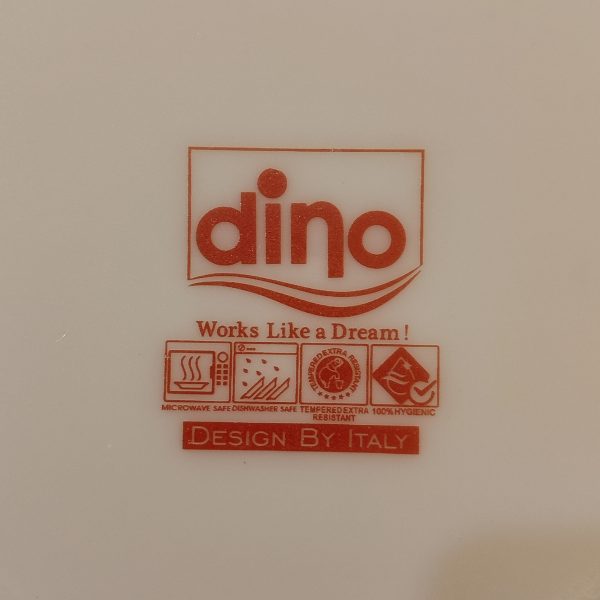 dino
Works Like a Dream !
TEMPERED EXTRA RESISTANT
MICROWAVE SAFE DISHWASHER SAFE TEMPERED EXTRA RESISTANT 100% HYGIENIC
DESIGN BY ITALY